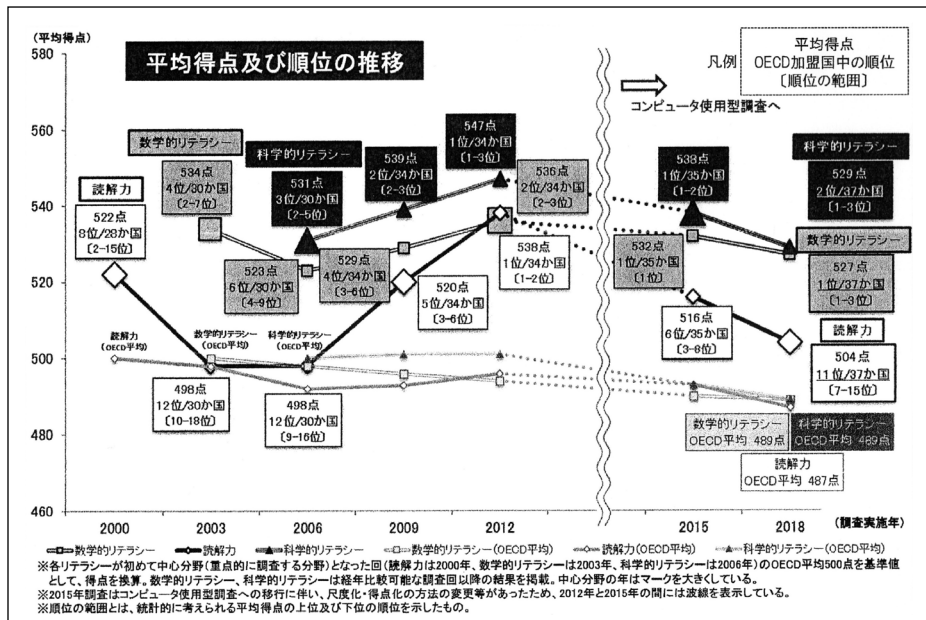 (平均得点)
580
560
540
520
500
480
460
平均得点及び順位の推移
凡例
平均得点
OECD加盟国中の順位
〔順位の範囲〕
コンピュータ使用型調査へ
読解力
522点
8位/28か国
〔2-15位〕
数学的リテラシー
534点
4位/30か国
〔2-7位〕
科学的リテラシー
531点
3位/30か国
〔2-5位〕
539点
2位/34か国
〔2-3位〕
547点
1位/34か国
〔1-3位〕
536点
2位/34か国
〔2-3位〕
523点
6位/30か国
〔4-9位〕
529点
4位/34か国
〔3-6位〕
520点
5位/34か国
〔3-6位〕
538点
1位/34か国
〔1-2位〕
538点
1位/35か国
〔1-2位〕
科学的リテラシー
529点
2位/37か国
〔1-3位〕
532点
1位/35か国
〔1位〕
数学的リテラシー
527点
1位/37か国
〔1-3位〕
516点
6位/35か国
〔3-8位〕
読解力
504点
11位/37か国
〔7-15位〕
読解力
(OECD平均)
数学的リテラシー
(OECD平均)
科学的リテラシー
(OECD平均)
498点
12位/30か国
〔10-18位〕
498点
12位/30か国
〔9-16位〕
数学的リテラシー
OECD平均 489点
科学的リテラシー
OECD平均 489点
読解力
OECD平均 487点
2000 2003 2006 2009 2012 2015 2018 (調査実施年)
数学的リテラシー 読解力 科学的リテラシー 数学的リテラシー(OECD平均) 読解力(OECD平均) 科学的リテラシー(OECD平均)
※各リテラシーが初めて中心分野(重点的に調査する分野)となった回(読解力は2000年、数学的リテラシーは2003年、科学的リテラシーは2006年)のOECD平均500点を基準値
として、得点を換算。数学的リテラシー、科学的リテラシーは経年比較可能な調査回以降の結果を掲載。中心分野の年はマークを大きくしている。
※2015年調査はコンピュータ使用型調査への移行に伴い、尺度化・得点化の方法の変更等があったため、2012年と2015年の間には波線を表示している。
※順位の範囲とは、統計的に考えられる平均得点の上位及び下位の順位を示したもの。